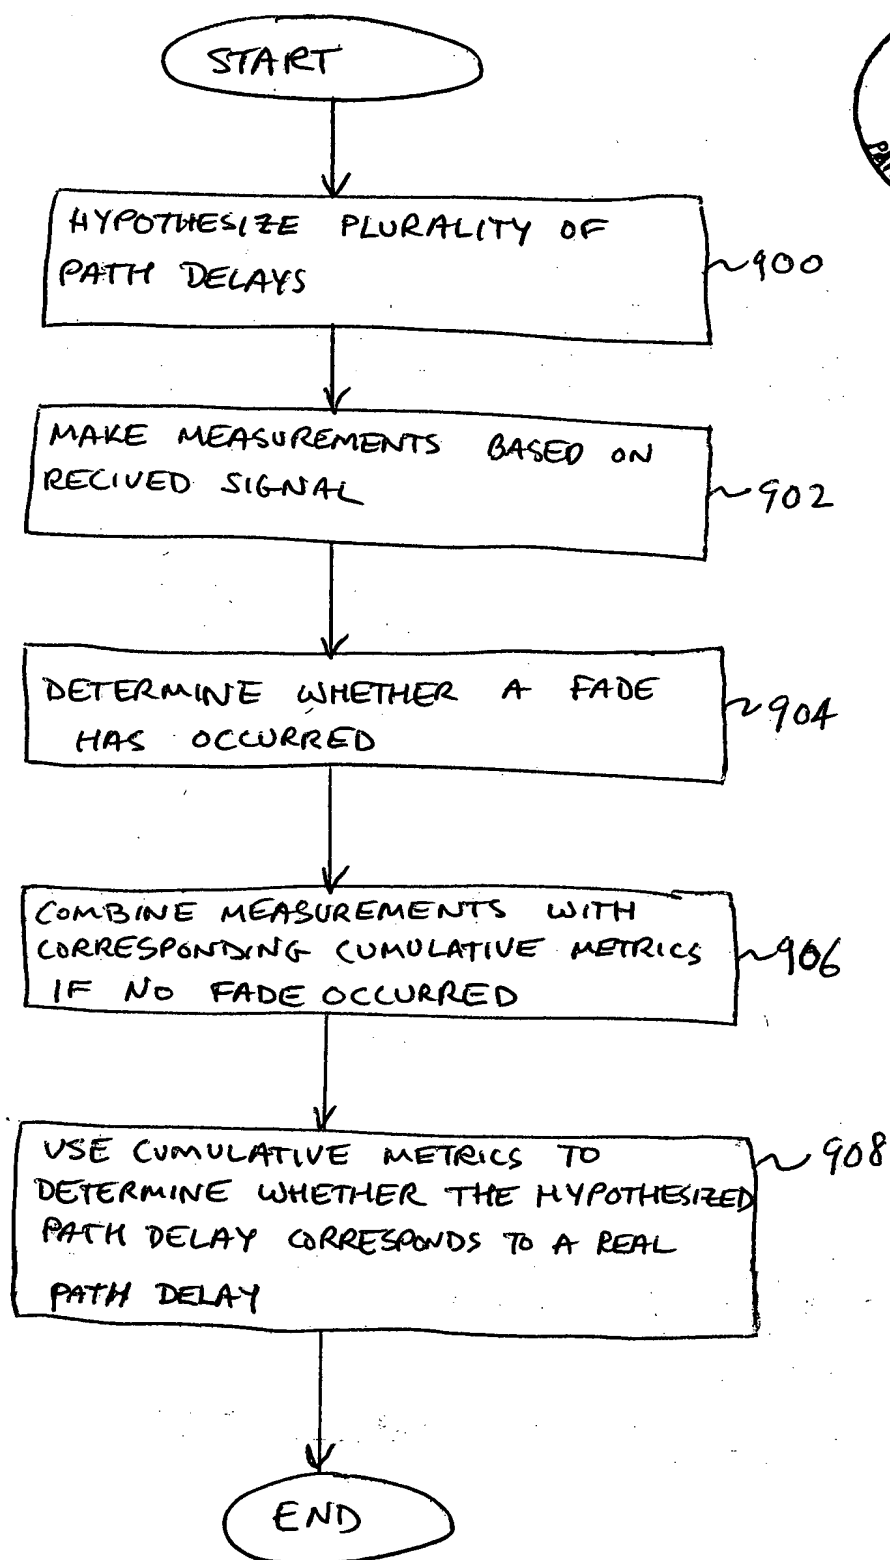 START
HYPOTHESIZE PLURALITY OF
PATH DELAYS
900
MAKE MEASUREMENTS BASED ON
RECIVED SIGNAL
902
DETERMINE WHETHER A FADE
HAS OCCURRED
904
COMBINE MEASUREMENTS WITH
CORRESPONDING CUMULATIVE METRICS
IF NO FADE OCCURRED
906
USE CUMULATIVE METRICS TO
DETERMINE WHETHER THE HYPOTHESIZED
PATH DELAY CORRESPONDS TO A REAL
PATH DELAY
908
END